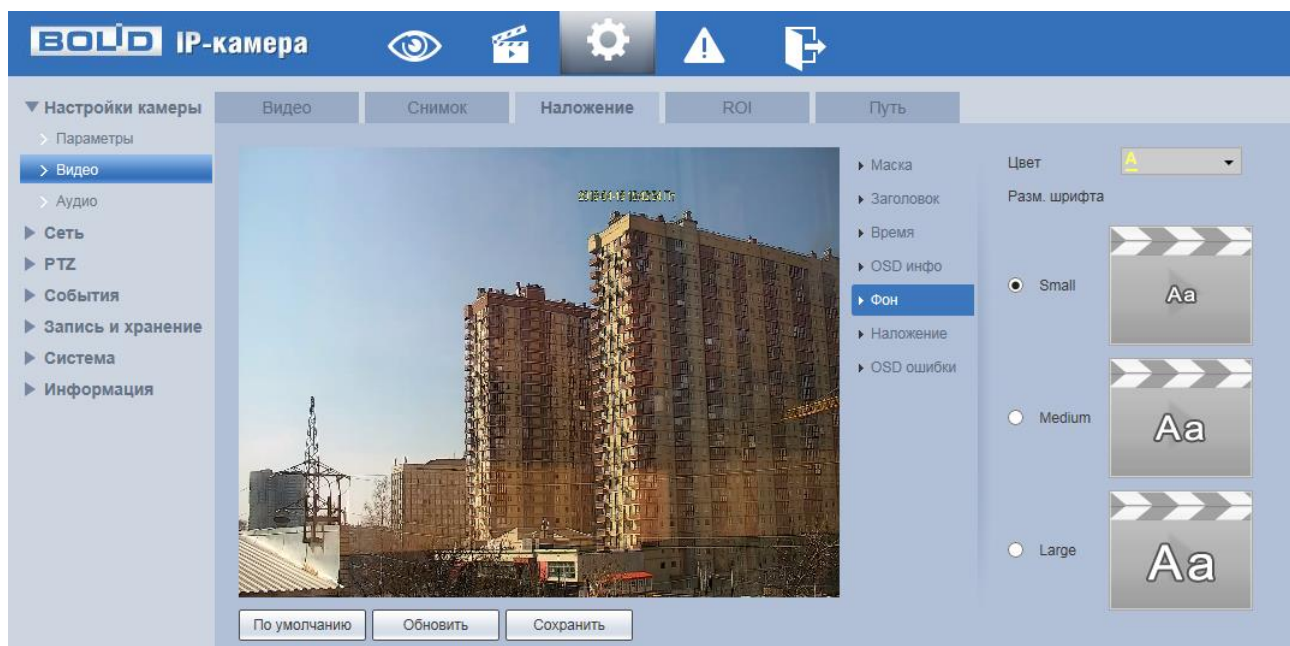 BOLID IP-камера
Настройки камеры
Параметры
Видео
Аудио
Сеть
PTZ
События
Запись и хранение
Система
Информация
Видео
Снимок
Наложение
ROI
Путь
Маска
Заголовок
Время
OSD инфо
Фон
Наложение
OSD ошибки
Цвет
A
Разм. шрифта
Small
Aa
Medium
Aa
Large
Aa
По умолчанию
Обновить
Сохранить